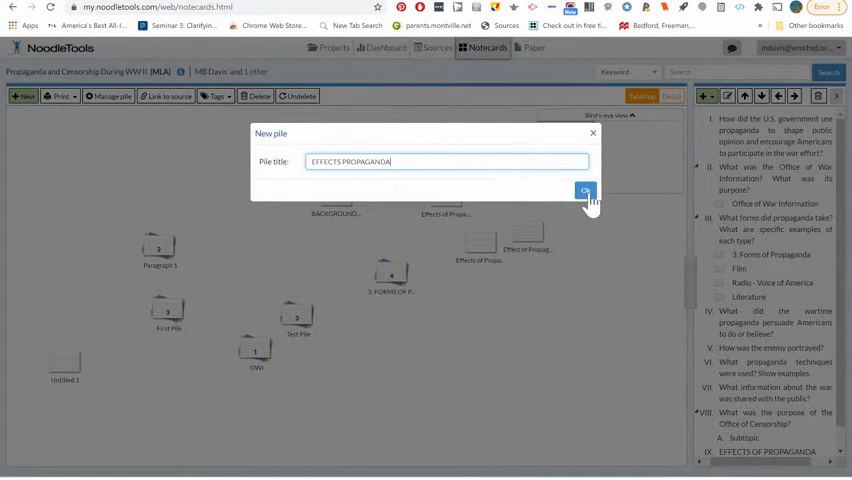 my.noodletools.com/web/notecards.html
Error
Apps
America's Best All-I...
Seminar 3: Clarifyin...
Chrome Web Store...
New Tab Search
parents.montville.net
Sources
Check out in free ti...
Bedford, Freeman,...
Other bookmarks
NoodleTools
Projects
Dashboard
Sources
Notecards
Paper
mdavis@wmrhsd.or...
Propaganda and Censorship During WW II (MLA)
MB Davis and 1 other
Keyword
Search
Search
+ New
Print
Manage pile
Link to source
Tags
Delete
Undelete
Tabletop
Detail
Bird's-eye view
New pile
×
Pile title:
EFFECTS PROPAGANDA
Ok
BACKGROUND...
Effects of Propa...
2
Paragraph 1
Effects of Propa...
Effect of Propag...
4
3. FORMS OF P...
3
First Pile
3
Test Pile
1
OWI
Untitled 1
I. How did the U.S. government use
propaganda to shape public
opinion and encourage Americans
to participate in the war effort?
II. What was the Office of War
Information? What was its
purpose?
Office of War Information
III. What forms did propaganda take?
What are specific examples of
each type?
3. Forms of Propaganda
Film
Radio - Voice of America
Literature
IV. What did the wartime
propaganda persuade Americans
to do or believe?
V. How was the enemy portrayed?
VI. What propaganda techniques
were used? Show examples.
VII. What information about the war
was shared with the public?
VIII. What was the purpose of the
Office of Censorship?
A. Subtopic
IX EFFECTS OF PROPAGANDA